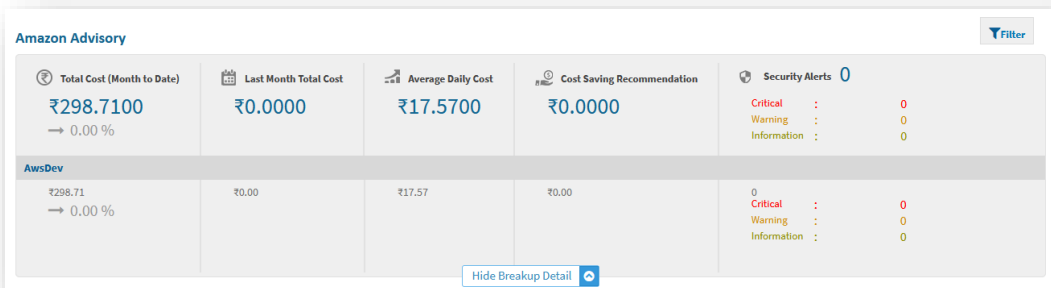 Amazon Advisory
Filter
Total Cost (Month to Date)
₹298.7100
→ 0.00 %
Last Month Total Cost
₹0.0000
Average Daily Cost
₹17.5700
Cost Saving Recommendation
₹0.0000
Security Alerts 0
Critical : 0
Warning : 0
Information : 0
AwsDev
₹298.71
→ 0.00 %
₹0.00
₹17.57
₹0.00
0
Critical : 0
Warning : 0
Information : 0
Hide Breakup Detail